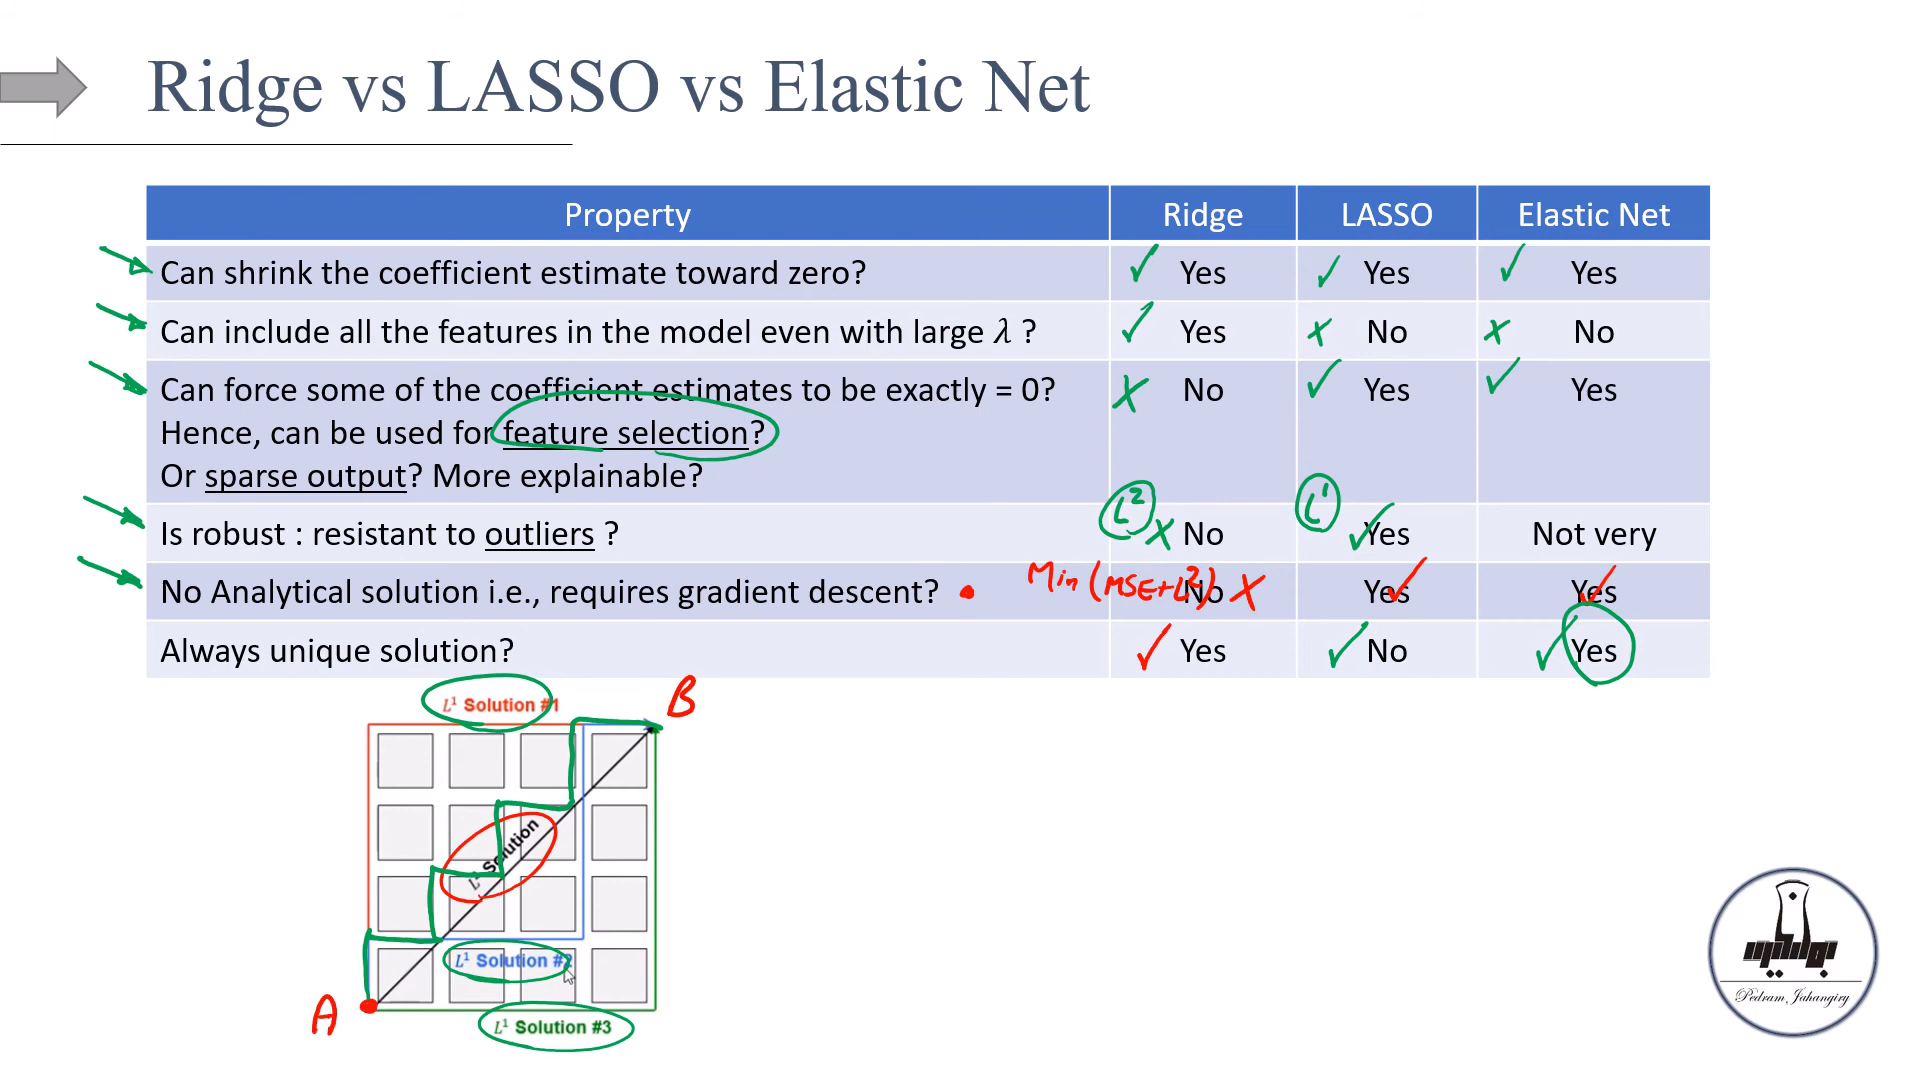 Ridge vs LASSO vs Elastic Net
Property Ridge LASSO Elastic Net
Can shrink the coefficient estimate toward zero? ✓ Yes ✓ Yes ✓ Yes
Can include all the features in the model even with large λ ? ✓ Yes x No x No
Can force some of the coefficient estimates to be exactly = 0? X No ✓ Yes ✓ Yes
Hence, can be used for feature selection?
Or sparse output? More explainable?
L² L¹
Is robust : resistant to outliers ? X No ✓ Yes Not very
No Analytical solution i.e., requires gradient descent? Min (MSE+L²) No X Yes ✓ Yes ✓
Always unique solution? ✓ Yes ✓ No ✓ Yes
L¹ Solution #1
B
L² Solution
L¹ Solution #2
A
L¹ Solution #3
Pedram Jahangiry